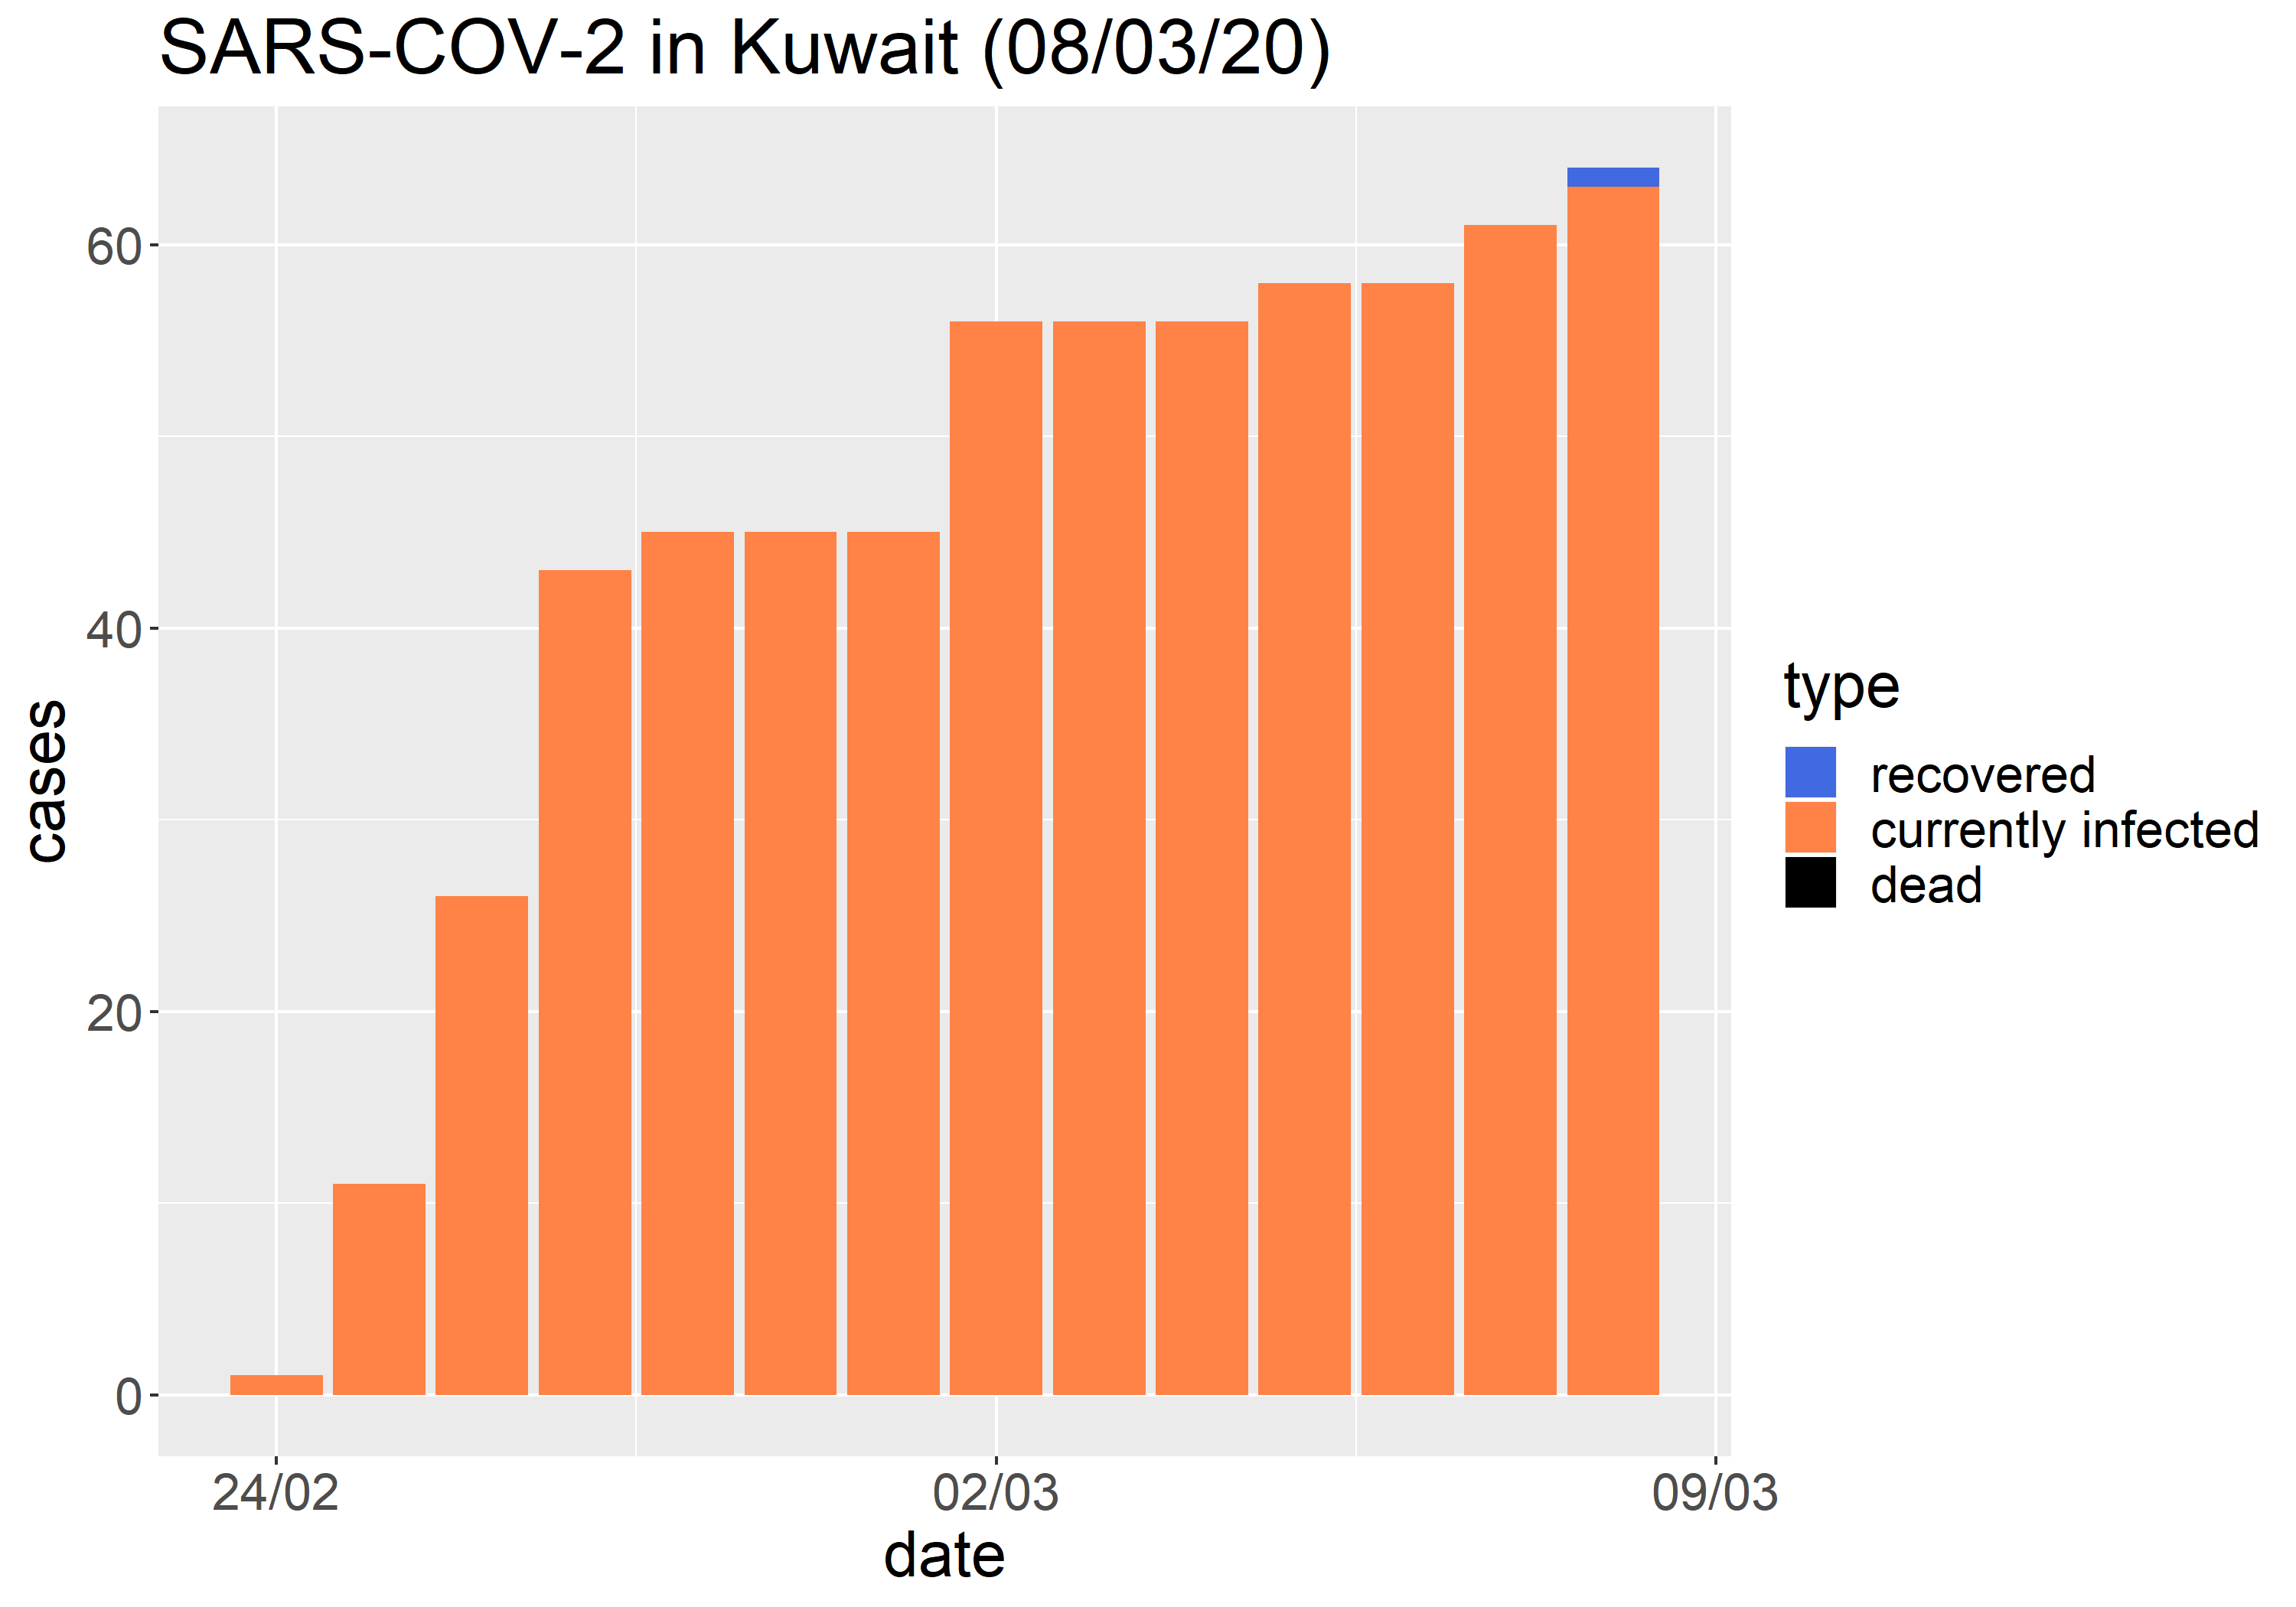 SARS-COV-2 in Kuwait (08/03/20)
60
40
20
0
cases
24/02
02/03
09/03
date
type
recovered
currently infected
dead